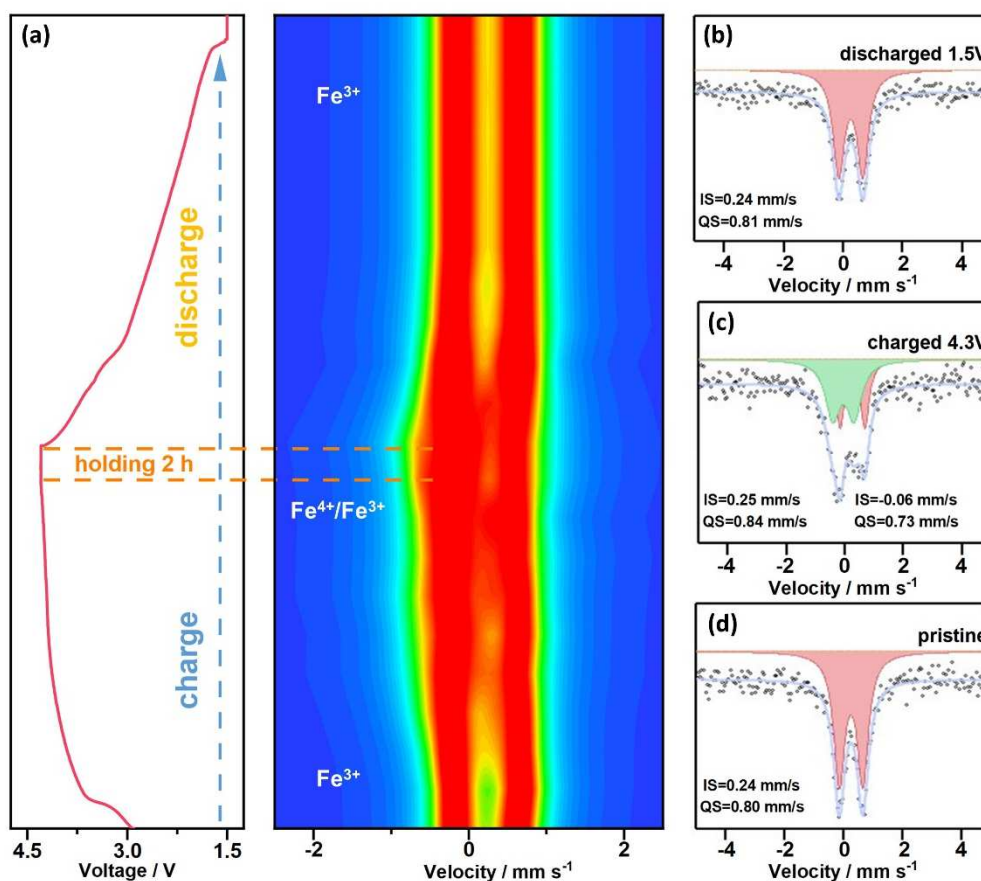 (a)
discharge
holding 2 h
charge
4.5 3.0 1.5
Voltage / V
Fe³⁺
Fe⁴⁺/Fe³⁺
Fe³⁺
-2 0 2
Velocity / mm s⁻¹
(b)
discharged 1.5V
IS=0.24 mm/s
QS=0.81 mm/s
-4 -2 0 2 4
Velocity / mm s⁻¹
(c)
charged 4.3V
IS=0.25 mm/s IS=-0.06 mm/s
QS=0.84 mm/s QS=0.73 mm/s
-4 -2 0 2 4
Velocity / mm s⁻¹
(d)
pristine
IS=0.24 mm/s
QS=0.80 mm/s
-4 -2 0 2 4
Velocity / mm s⁻¹